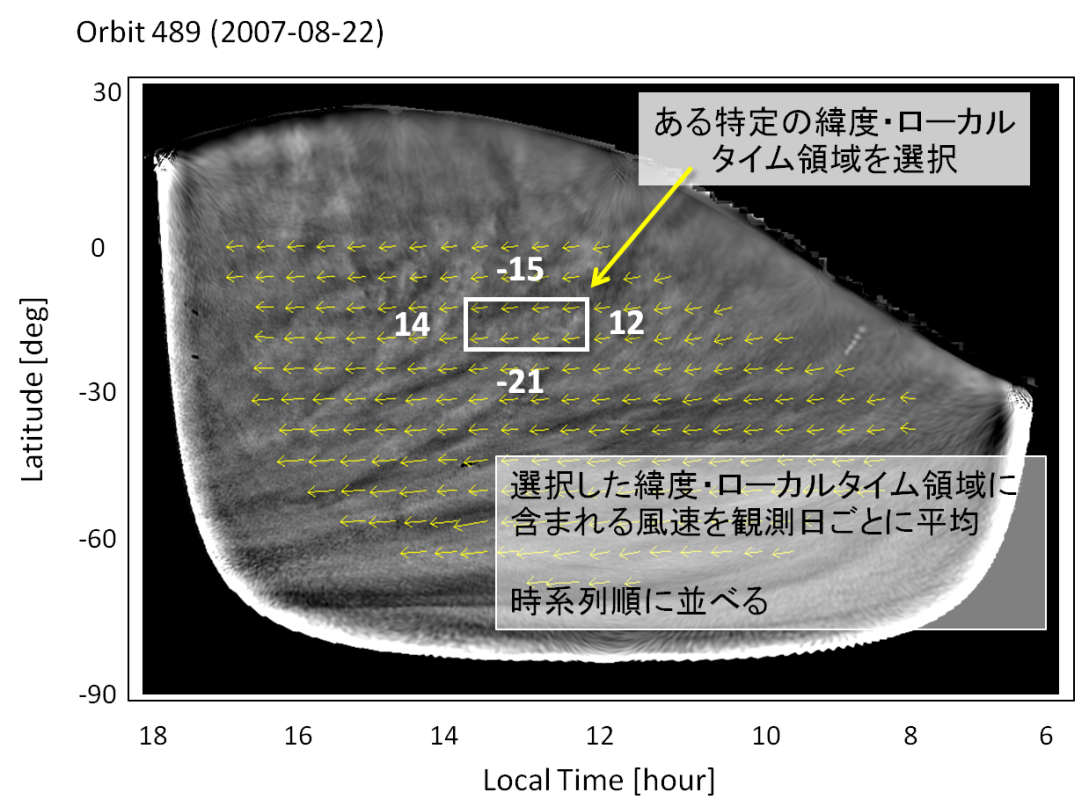 Orbit 489 (2007-08-22)
30
0
-30
-60
-90
Latitude [deg]
ある特定の緯度・ローカル
タイム領域を選択
-15
14
12
-21
選択した緯度・ローカルタイム領域に
含まれる風速を観測日ごとに平均
時系列順に並べる
18 16 14 12 10 8 6
Local Time [hour]